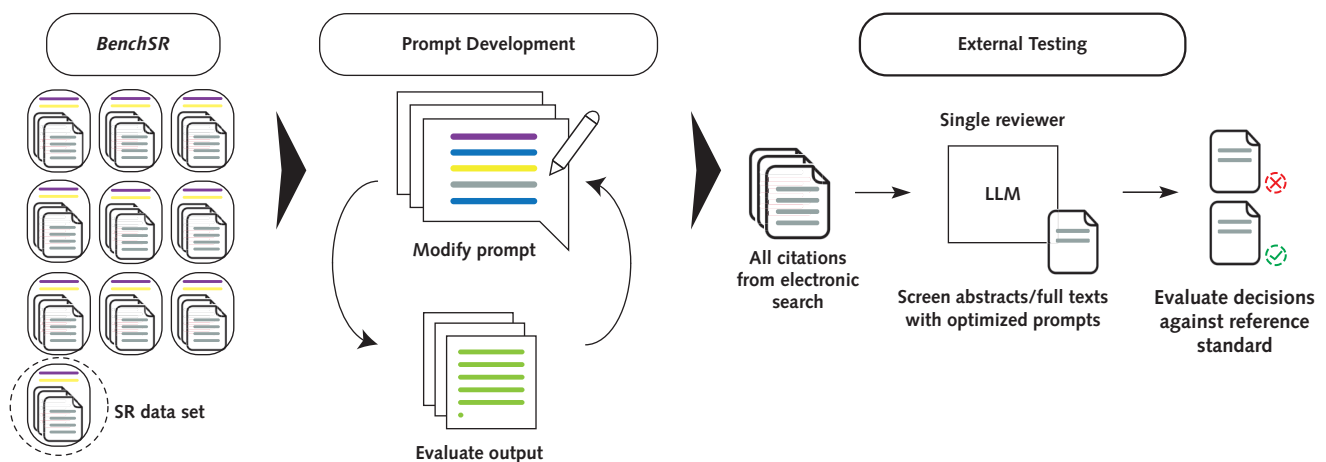 BenchSR
Prompt Development
External Testing
SR data set
Modify prompt
Evaluate output
All citations
from electronic
search
Single reviewer
LLM
Screen abstracts/full texts
with optimized prompts
Evaluate decisions
against reference
standard